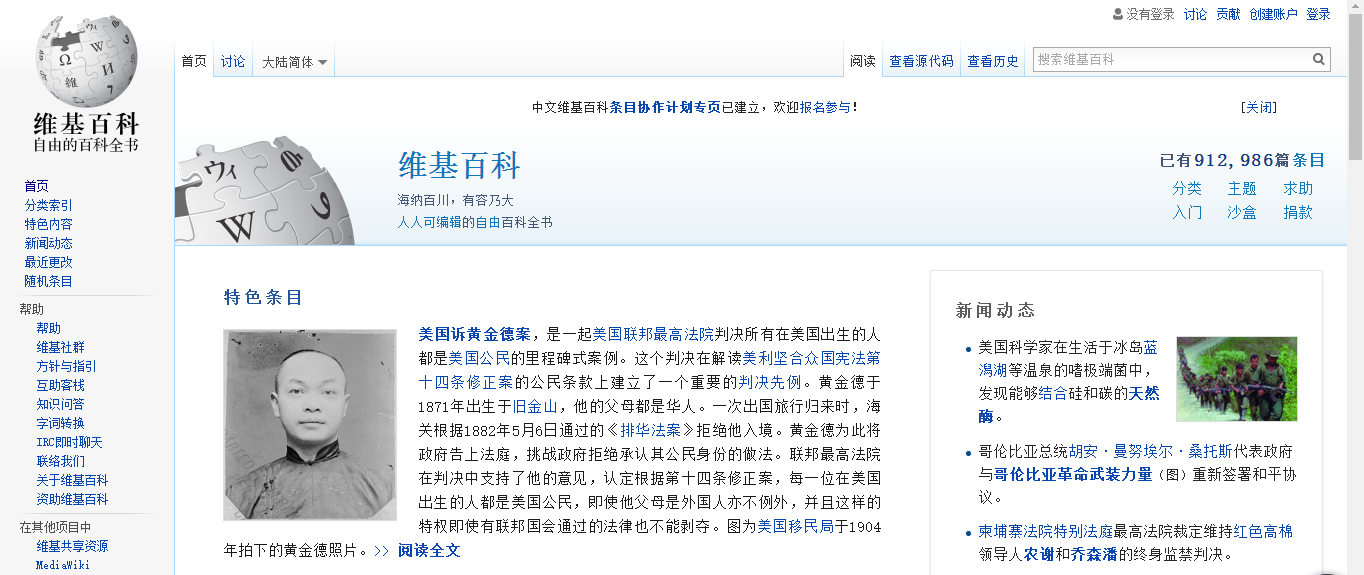 没有登录 讨论 贡献 创建账户 登录
维基百科
自由的百科全书
首页 讨论 大陆简体
阅读 查看源代码 查看历史 搜索维基百科
中文维基百科条目协作计划专页已建立，欢迎报名参与！ [关闭]
维基百科
海纳百川，有容乃大
人人可编辑的自由百科全书
已有912, 986篇条目
分类 主题 求助
入门 沙盒 捐款
首页
分类索引
特色内容
新闻动态
最近更改
随机条目
帮助
帮助
维基社群
方针与指引
互助客栈
知识问答
字词转换
IRC即时聊天
联络我们
关于维基百科
资助维基百科
在其他项目中
维基共享资源
MediaWiki
特色条目
美国诉黄金德案，是一起美国联邦最高法院判决所有在美国出生的人
都是美国公民的里程碑式案例。这个判决在解读美利坚合众国宪法第
十四条修正案的公民条款上建立了一个重要的判决先例。黄金德于
1871年出生于旧金山，他的父母都是华人。一次出国旅行归来时，海
关根据1882年5月6日通过的《排华法案》拒绝他入境。黄金德为此将
政府告上法庭，挑战政府拒绝承认其公民身份的做法。联邦最高法院
在判决中支持了他的意见，认定根据第十四条修正案，每一位在美国
出生的人都是美国公民，即使他父母是外国人亦不例外，并且这样的
特权即使有联邦国会通过的法律也不能剥夺。图为美国移民局于1904
年拍下的黄金德照片。>> 阅读全文
新闻动态
美国科学家在生活于冰岛蓝
潟湖等温泉的嗜极端菌中，
发现能够结合硅和碳的天然
酶。
哥伦比亚总统胡安·曼努埃尔·桑托斯代表政府
与哥伦比亚革命武装力量（图）重新签署和平协
议。
柬埔寨法院特别法庭最高法院裁定维持红色高棉
领导人农谢和乔森潘的终身监禁判决。